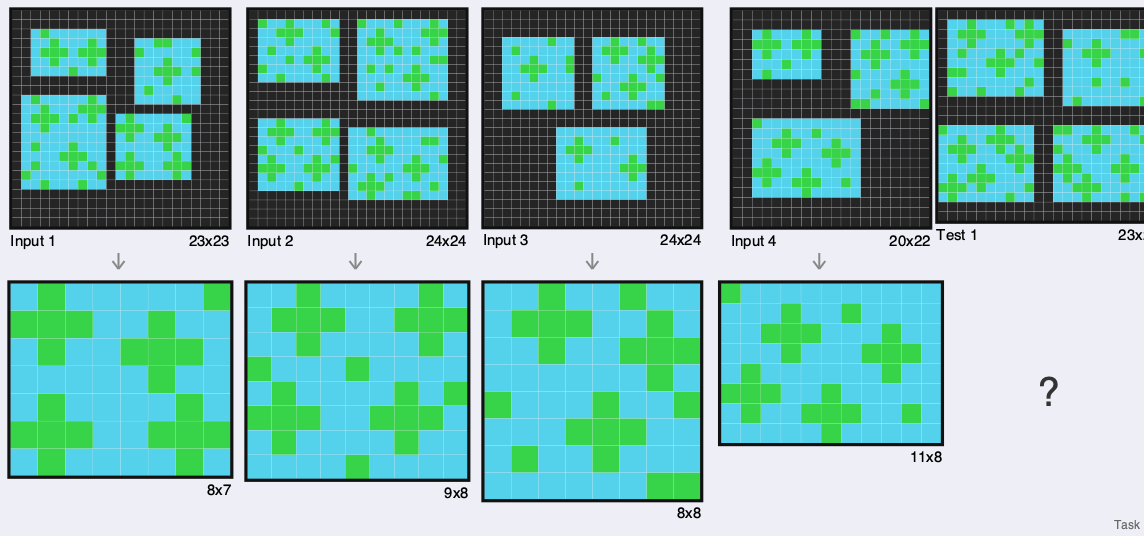 Input 1 23x23
Input 2 24x24
Input 3 24x24
Input 4 20x22
Test 1 23x
8x7
9x8
8x8
11x8
?
Task